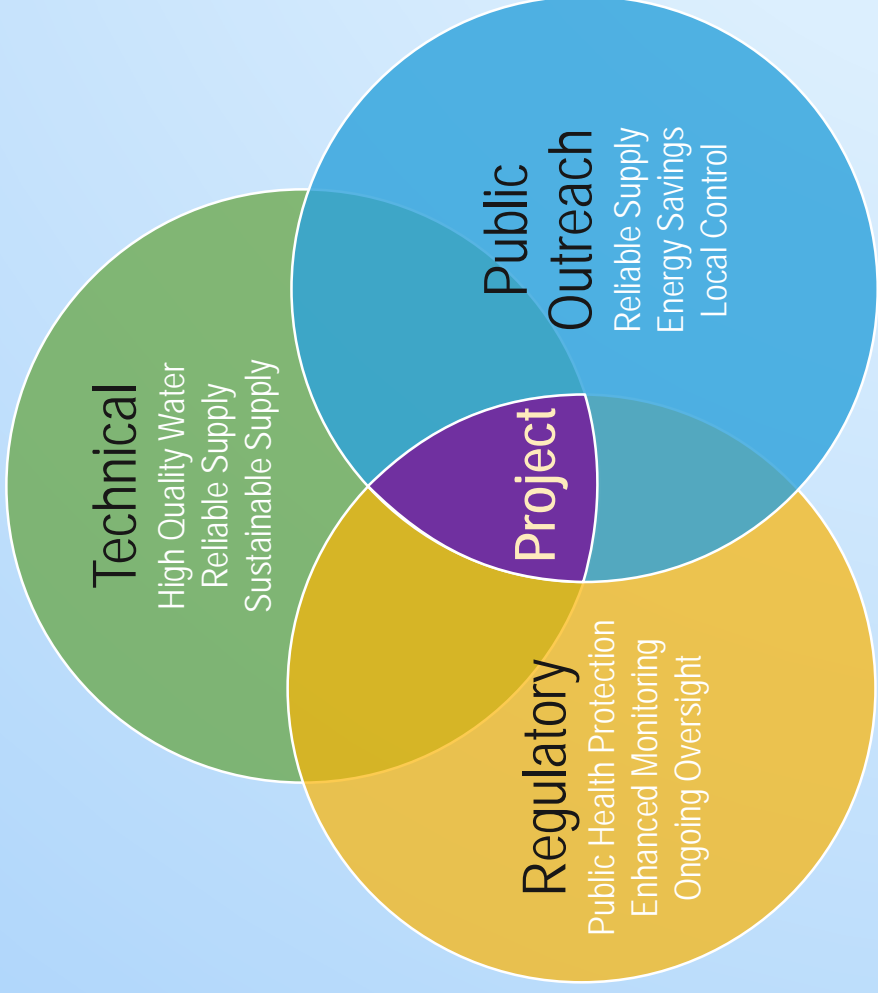 Technical
High Quality Water
Reliable Supply
Sustainable Supply
Regulatory
Public Health Protection
Enhanced Monitoring
Ongoing Oversight
Project
Public
Outreach
Reliable Supply
Energy Savings
Local Control